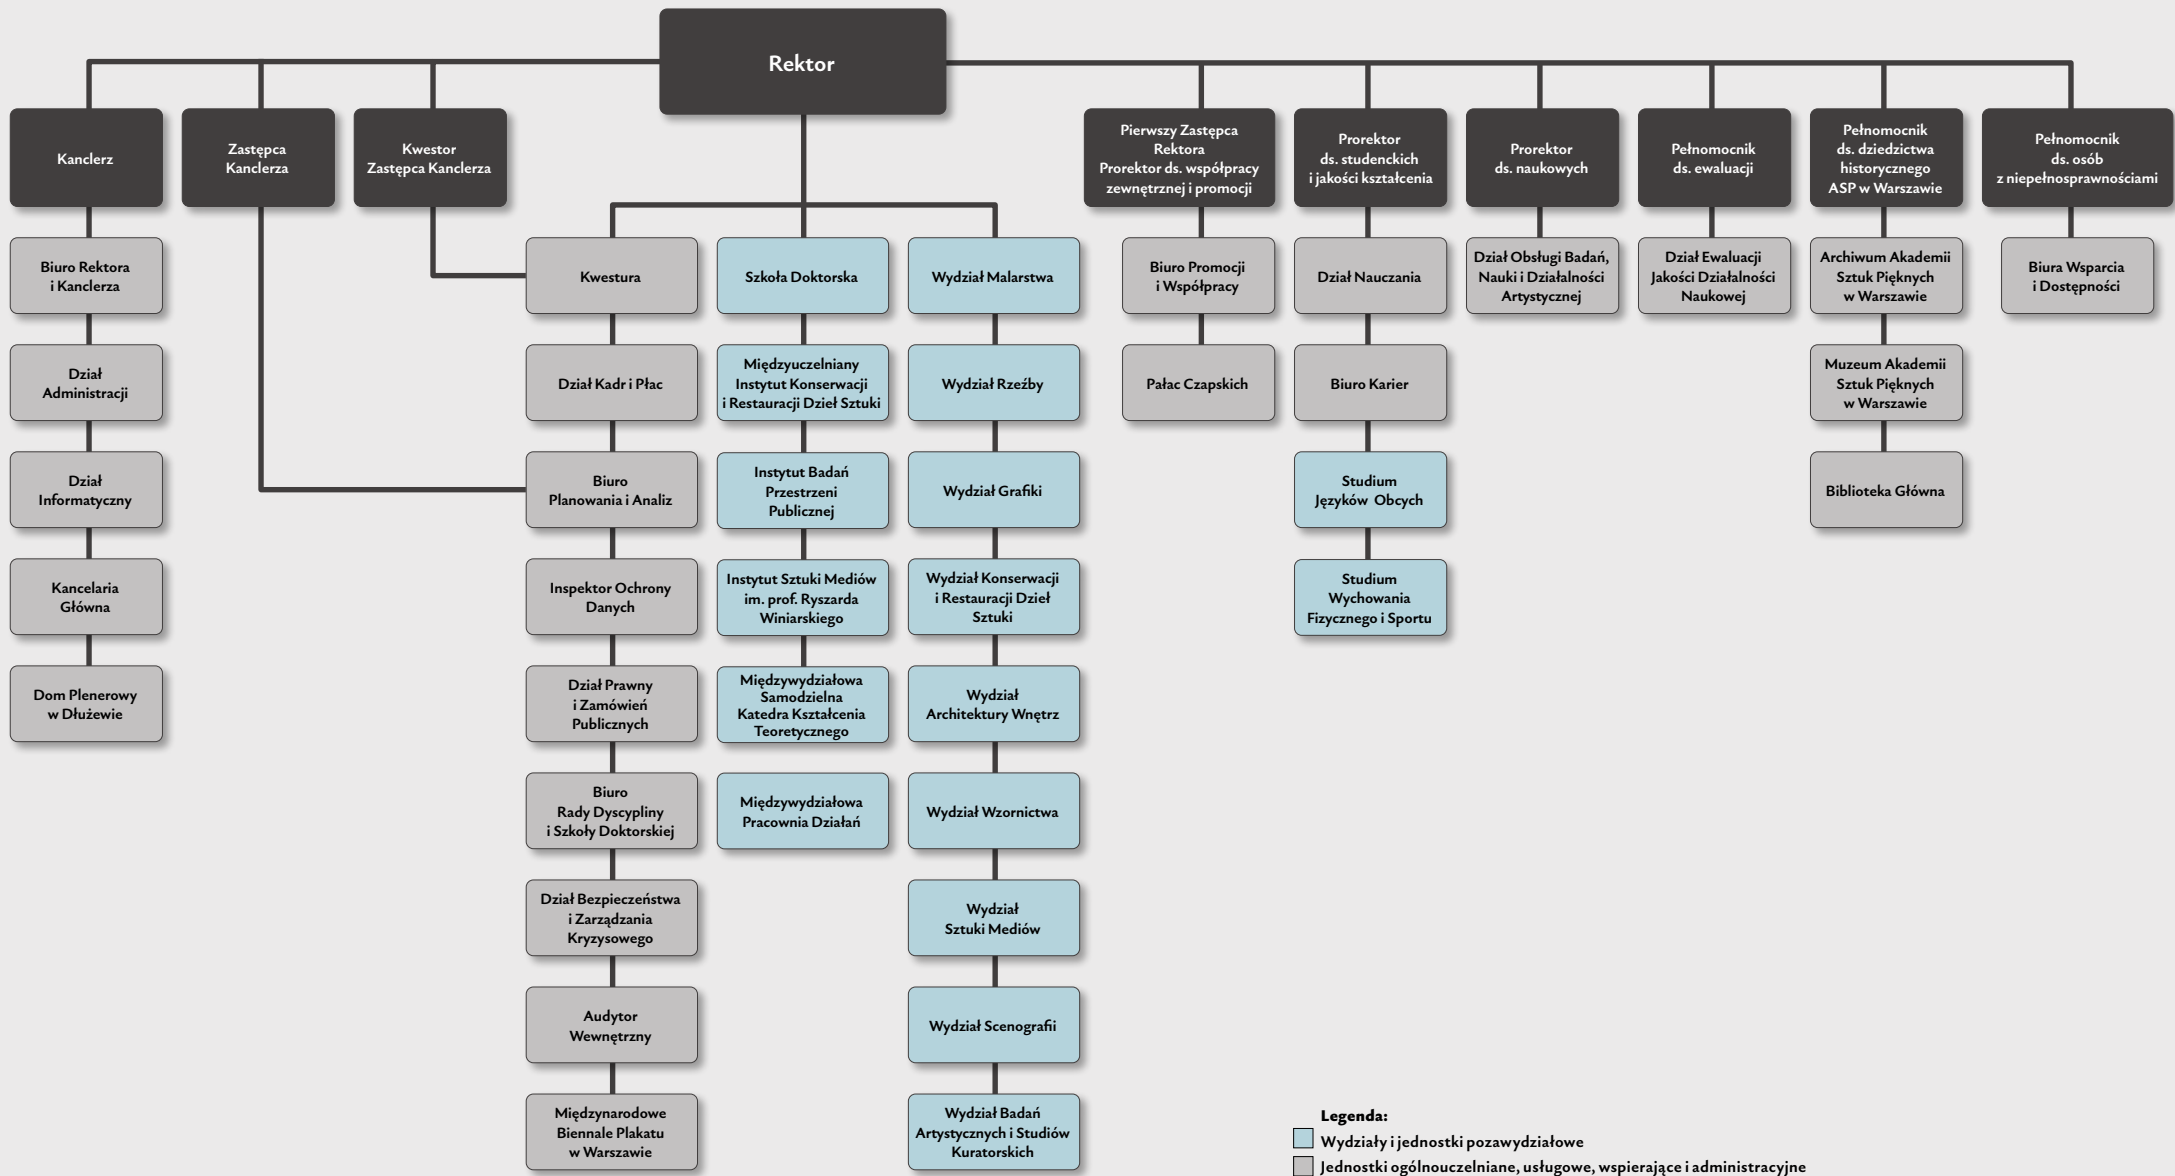 Rektor
Kanclerz
Zastępca
Kanclerza
Kwestor
Zastępca Kanclerza
Pierwszy Zastępca
Rektora
Prorektor ds. współpracy
zewnętrznej i promocji
Prorektor
ds. studenckich
i jakości kształcenia
Prorektor
ds. naukowych
Pełnomocnik
ds. ewaluacji
Pełnomocnik
ds. dziedzictwa
historycznego
ASP w Warszawie
Pełnomocnik
ds. osób
z niepełnosprawnościami
Biuro Rektora
i Kanclerza
Dział
Administracji
Dział
Informatyczny
Kancelaria
Główna
Dom Plenerowy
w Dłużewie
Kwestura
Dział Kadr i Płac
Biuro
Planowania i Analiz
Inspektor Ochrony
Danych
Dział Prawny
i Zamówień
Publicznych
Biuro
Rady Dyscypliny
i Szkoły Doktorskiej
Dział Bezpieczeństwa
i Zarządzania
Kryzysowego
Audytor
Wewnętrzny
Międzynarodowe
Biennale Plakatu
w Warszawie
Szkoła Doktorska
Międzyuczelniany
Instytut Konserwacji
i Restauracji Dzieł Sztuki
Instytut Badań
Przestrzeni
Publicznej
Instytut Sztuki Mediów
im. prof. Ryszarda
Winiarskiego
Międzywydziałowa
Samodzielna
Katedra Kształcenia
Teoretycznego
Międzywydziałowa
Pracownia Działań
Wydział Malarstwa
Wydział Rzeźby
Wydział Grafiki
Wydział Konserwacji
i Restauracji Dzieł
Sztuki
Wydział
Architektury Wnętrz
Wydział Wzornictwa
Wydział
Sztuki Mediów
Wydział Scenografii
Wydział Badań
Artystycznych i Studiów
Kuratorskich
Biuro Promocji
i Współpracy
Pałac Czapskich
Dział Nauczania
Biuro Karier
Studium
Języków Obcych
Studium
Wychowania
Fizycznego i Sportu
Dział Obsługi Badań,
Nauki i Działalności
Artystycznej
Dział Ewaluacji
Jakości Działalności
Naukowej
Archiwum Akademii
Sztuk Pięknych
w Warszawie
Muzeum Akademii
Sztuk Pięknych
w Warszawie
Biblioteka Główna
Biura Wsparcia
i Dostępności
Legenda:
Wydziały i jednostki pozawydziałowe
Jednostki ogólnouczelniane, usługowe, wspierające i administracyjne